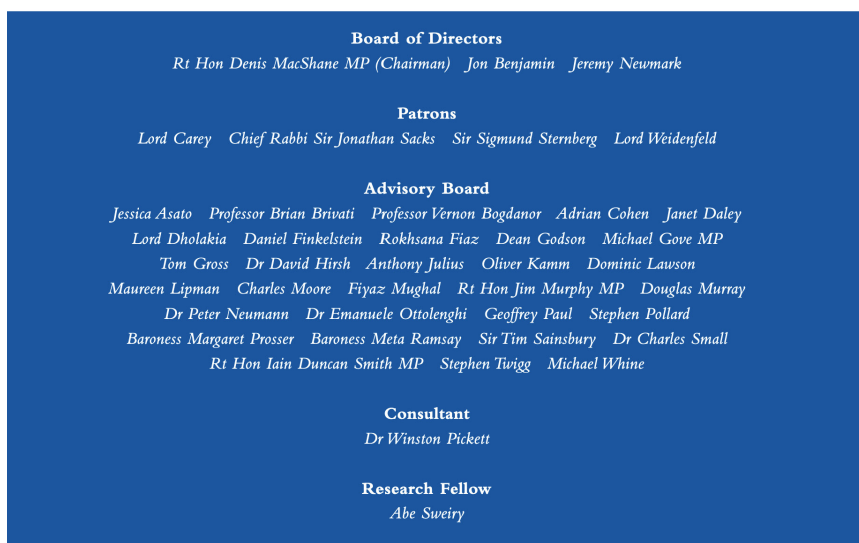 Board of Directors
Rt Hon Denis MacShane MP (Chairman) Jon Benjamin Jeremy Newmark
Patrons
Lord Carey Chief Rabbi Sir Jonathan Sacks Sir Sigmund Sternberg Lord Weidenfeld
Advisory Board
Jessica Asato Professor Brian Brivati Professor Vernon Bogdanor Adrian Cohen Janet Daley
Lord Dholakia Daniel Finkelstein Rokhsana Fiaz Dean Godson Michael Gove MP
Tom Gross Dr David Hirsh Anthony Julius Oliver Kamm Dominic Lawson
Maureen Lipman Charles Moore Fiyaz Mughal Rt Hon Jim Murphy MP Douglas Murray
Dr Peter Neumann Dr Emanuele Ottolenghi Geoffrey Paul Stephen Pollard
Baroness Margaret Prosser Baroness Meta Ramsay Sir Tim Sainsbury Dr Charles Small
Rt Hon Iain Duncan Smith MP Stephen Twigg Michael Whine
Consultant
Dr Winston Pickett
Research Fellow
Abe Sweiry